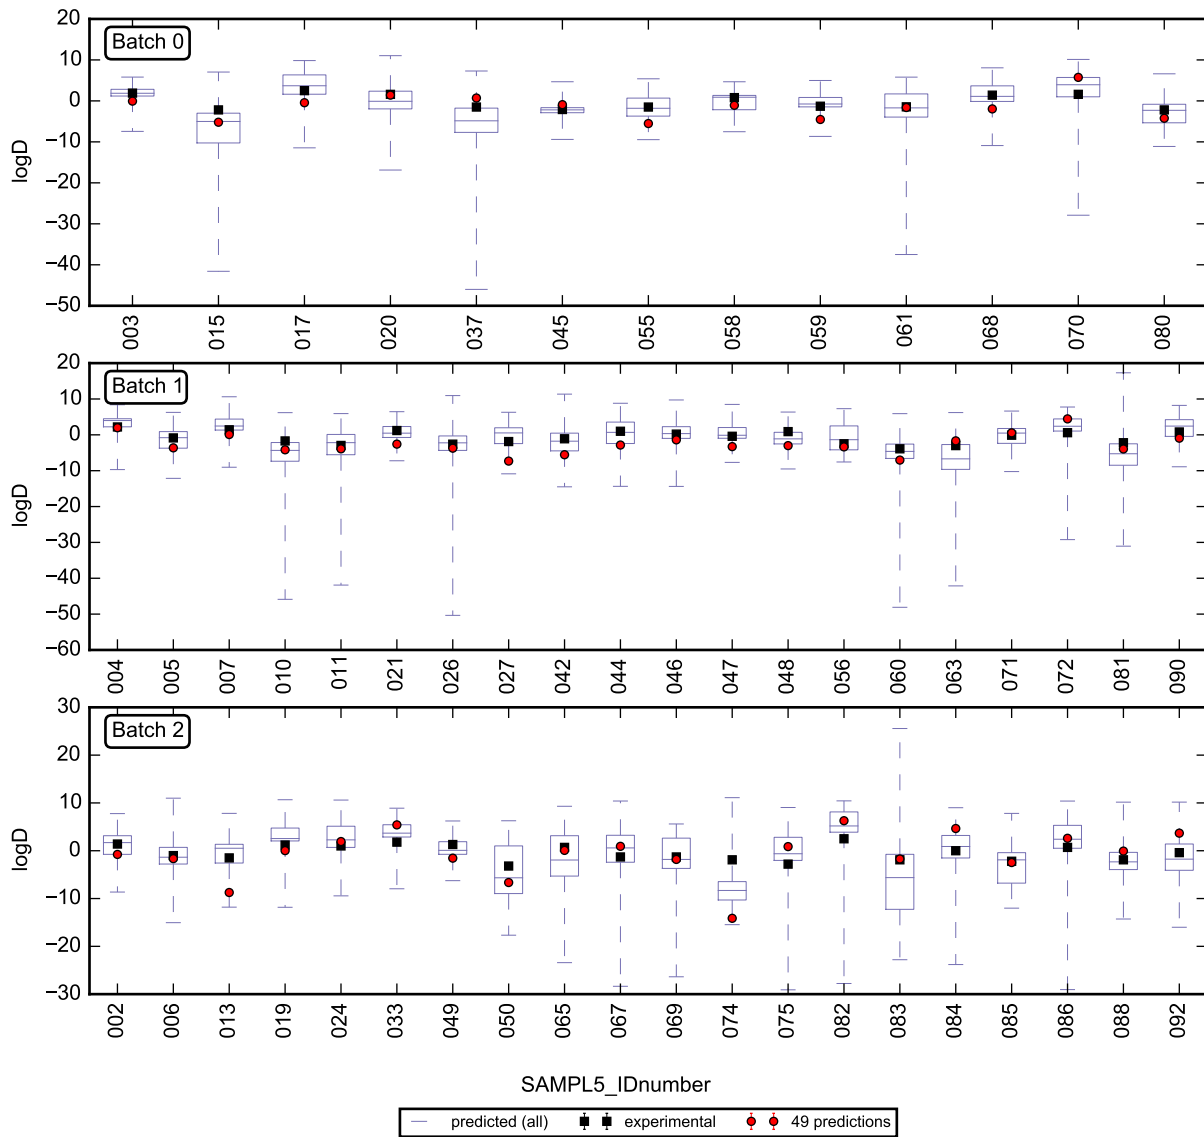 20
10
0
−10
−20
−30
−40
−50
logD
Batch 0
003 015 017 020 037 045 055 058 059 061 068 070 080
20
10
0
−10
−20
−30
−40
−50
−60
logD
Batch 1
004 005 007 010 011 021 026 027 042 044 046 047 048 056 060 063 071 072 081 090
30
20
10
0
−10
−20
−30
logD
Batch 2
002 006 013 019 024 033 049 050 065 067 069 074 075 082 083 084 085 086 088 092
SAMPL5_IDnumber
predicted (all) experimental 49 predictions